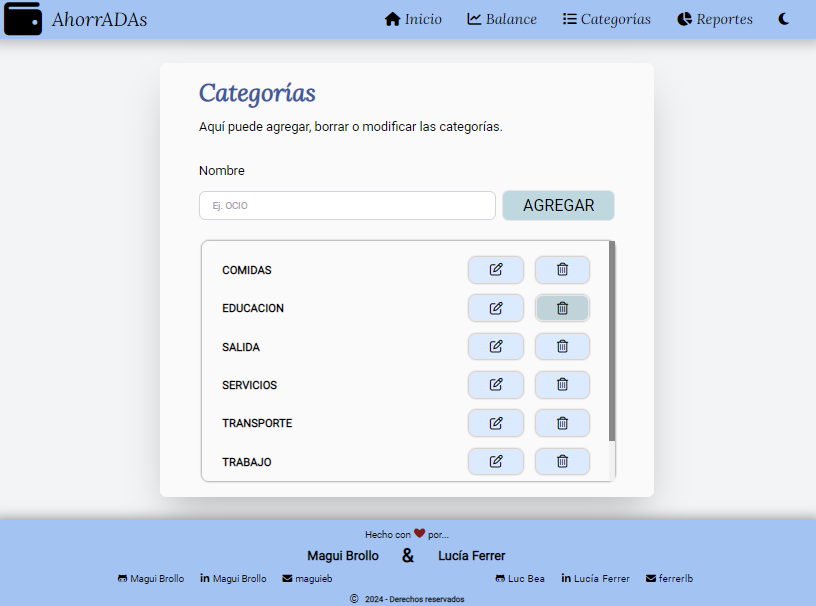 AhorrADAs Inicio Balance Categorías Reportes
Categorías
Aquí puede agregar, borrar o modificar las categorías.
Nombre
Ej. OCIO AGREGAR
COMIDAS
EDUCACION
SALIDA
SERVICIOS
TRANSPORTE
TRABAJO
Hecho con ❤ por...
Magui Brollo & Lucía Ferrer
Magui Brollo in Magui Brollo maguieb Luc Bea in Lucía Ferrer ferrerlb
© 2024 - Derechos reservados